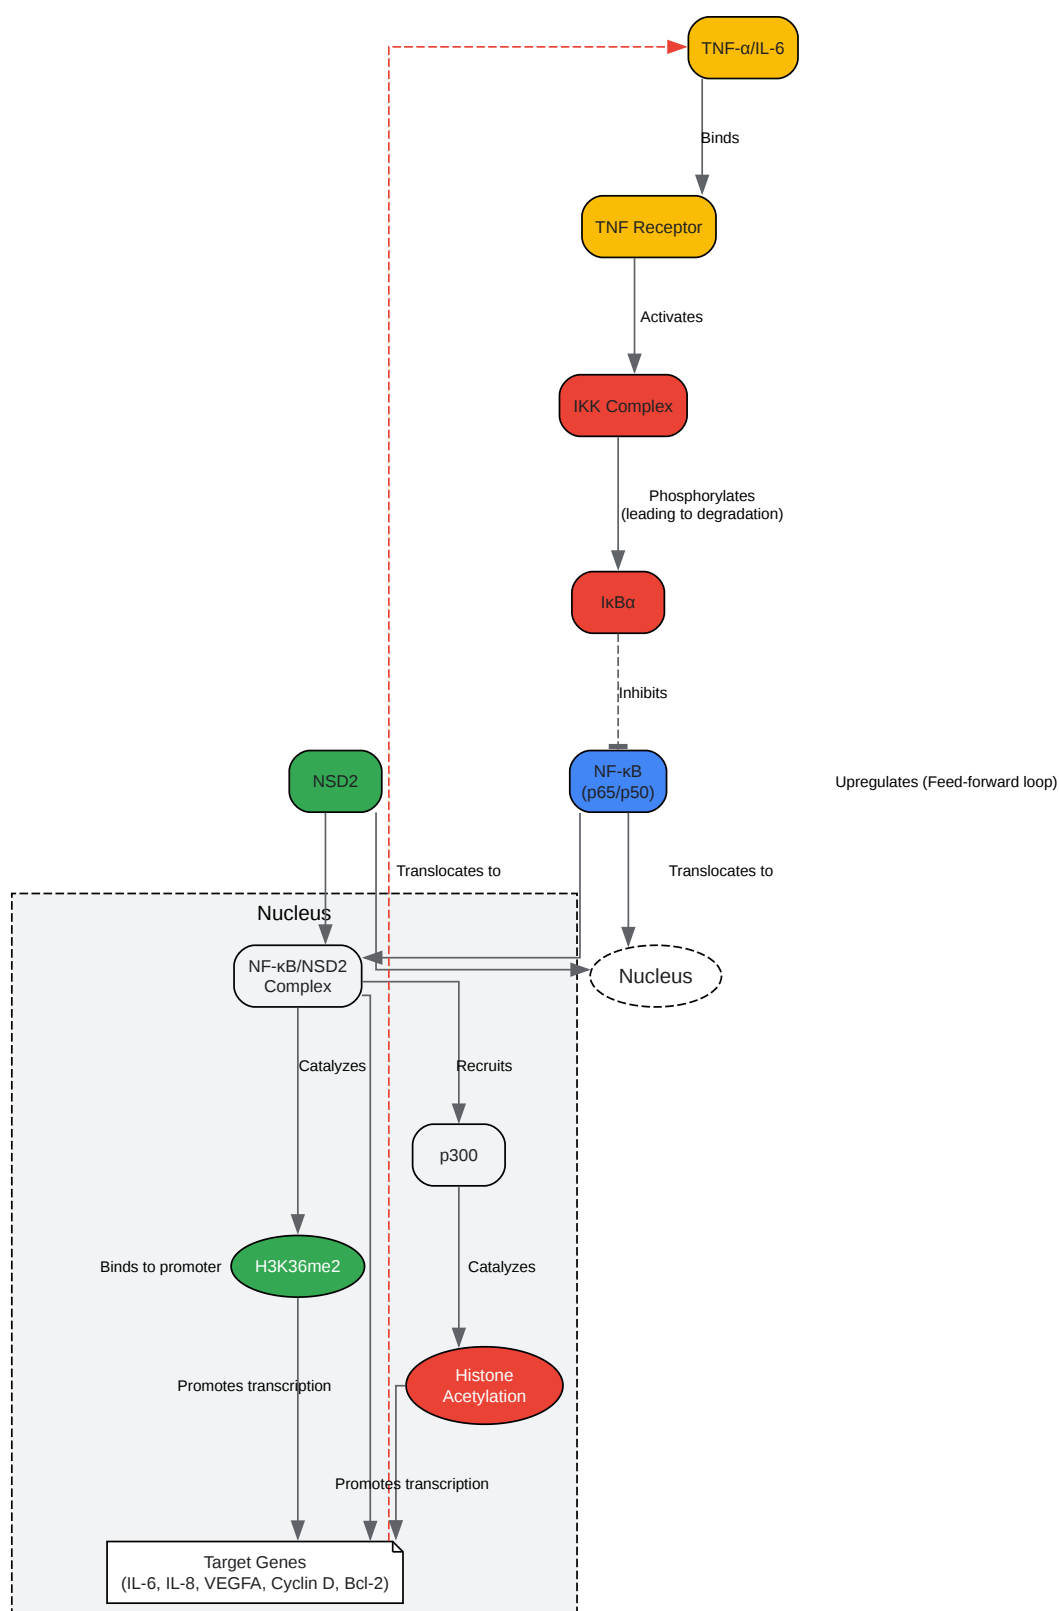 TNF-α/IL-6
Binds
TNF Receptor
Activates
IKK Complex
Phosphorylates
(leading to degradation)
IκBα
Inhibits
NSD2
NF-κB
(p65/p50)
Upregulates (Feed-forward loop)
Translocates to
Translocates to
Nucleus
NF-κB/NSD2
Complex
Nucleus
Catalyzes
Recruits
p300
Binds to promoter
H3K36me2
Catalyzes
Histone
Acetylation
Promotes transcription
Promotes transcription
Target Genes
(IL-6, IL-8, VEGFA, Cyclin D, Bcl-2)